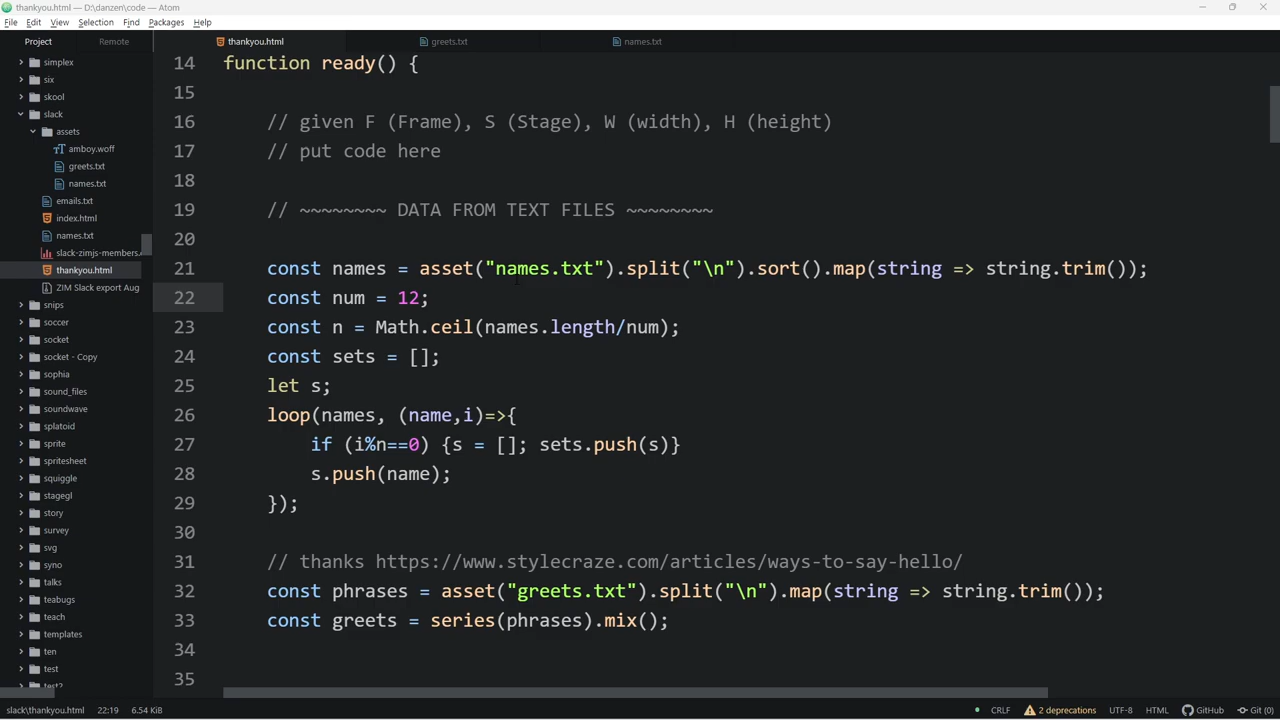 thankyou.html — D:\danzen\code — Atom
File Edit View Selection Find Packages Help
Project Remote
thankyou.html greets.txt names.txt
simplex
six
skool
slack
assets
amboy.woff
greets.txt
names.txt
emails.txt
index.html
names.txt
slack-zimjs-members.
thankyou.html
ZIM Slack export Aug
snips
soccer
socket
socket - Copy
sophia
sound_files
soundwave
splatoid
sprite
spritesheet
squiggle
stagegl
story
survey
svg
syno
talks
teabugs
teach
templates
ten
test
test2
14 function ready() {
15
16 // given F (Frame), S (Stage), W (width), H (height)
17 // put code here
18
19 // ~~~~~~~~ DATA FROM TEXT FILES ~~~~~~~~
20
21 const names = asset("names.txt").split("\n").sort().map(string => string.trim());
22 const num = 12;
23 const n = Math.ceil(names.length/num);
24 const sets = [];
25 let s;
26 loop(names, (name,i)=>{
27 if (i%n==0) {s = []; sets.push(s)}
28 s.push(name);
29 });
30
31 // thanks https://www.stylecraze.com/articles/ways-to-say-hello/
32 const phrases = asset("greets.txt").split("\n").map(string => string.trim());
33 const greets = series(phrases).mix();
34
35
slack\thankyou.html 22:19 6.54 KiB CRLF 2 deprecations UTF-8 HTML GitHub Git (0)